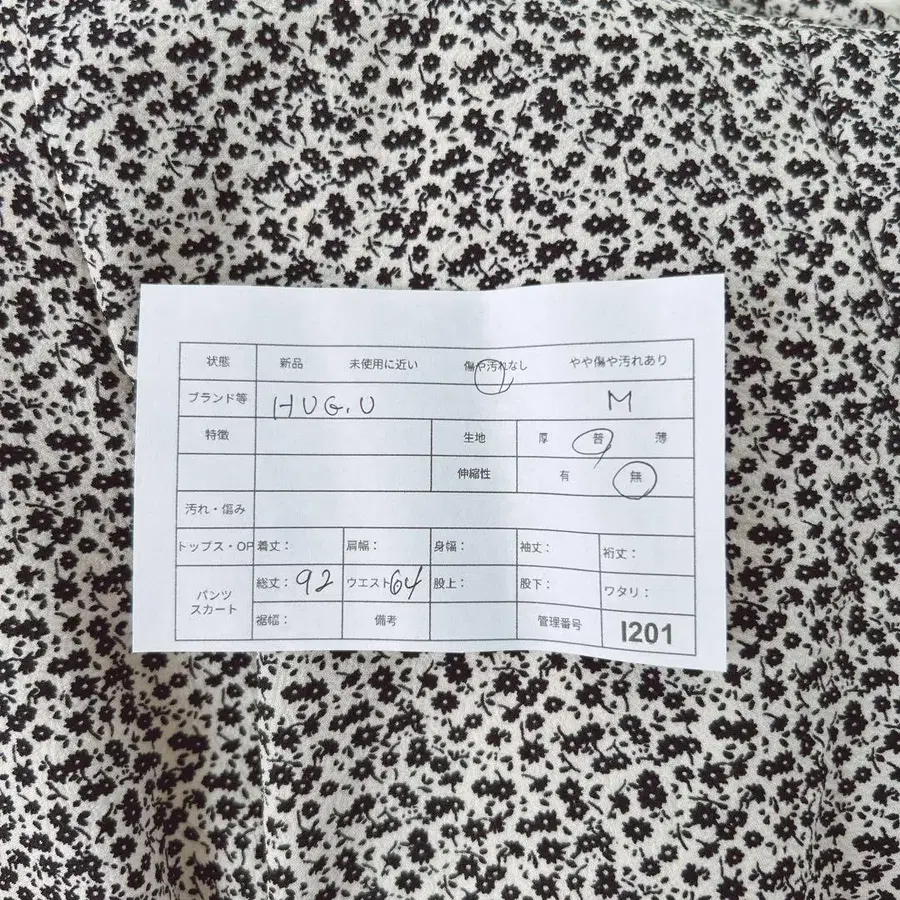 状態 新品 未使用に近い 傷や汚れなし やや傷や汚れあり
ブランド等 HUG.U M
特徴 生地 厚 普 薄
伸縮性 有 無
汚れ・傷み
トップス・OP 着丈： 肩幅： 身幅： 袖丈： 裄丈：
パンツ スカート 総丈：92 ウエスト64 股上： 股下： ワタリ：
裾幅： 備考 管理番号 I201